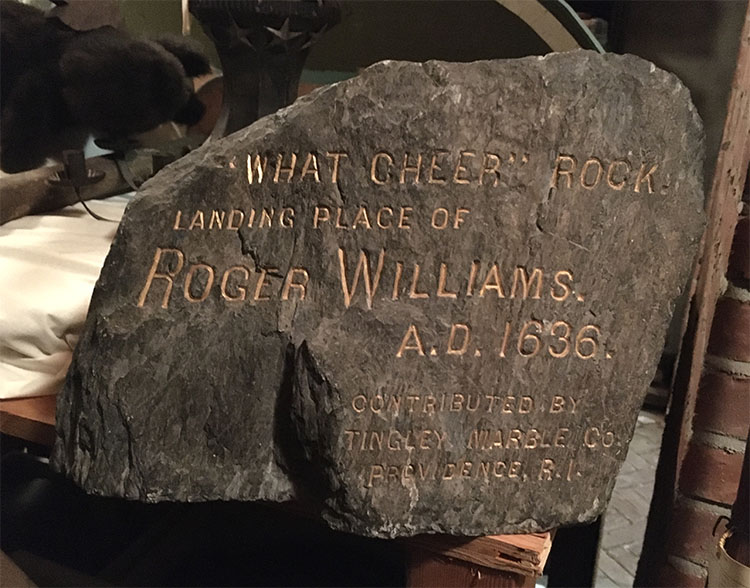 "WHAT CHEER" ROCK.
LANDING PLACE OF
ROGER WILLIAMS.
A.D. 1636.
CONTRIBUTED BY
TINGLEY MARBLE CO.
PROVIDENCE, R.I.